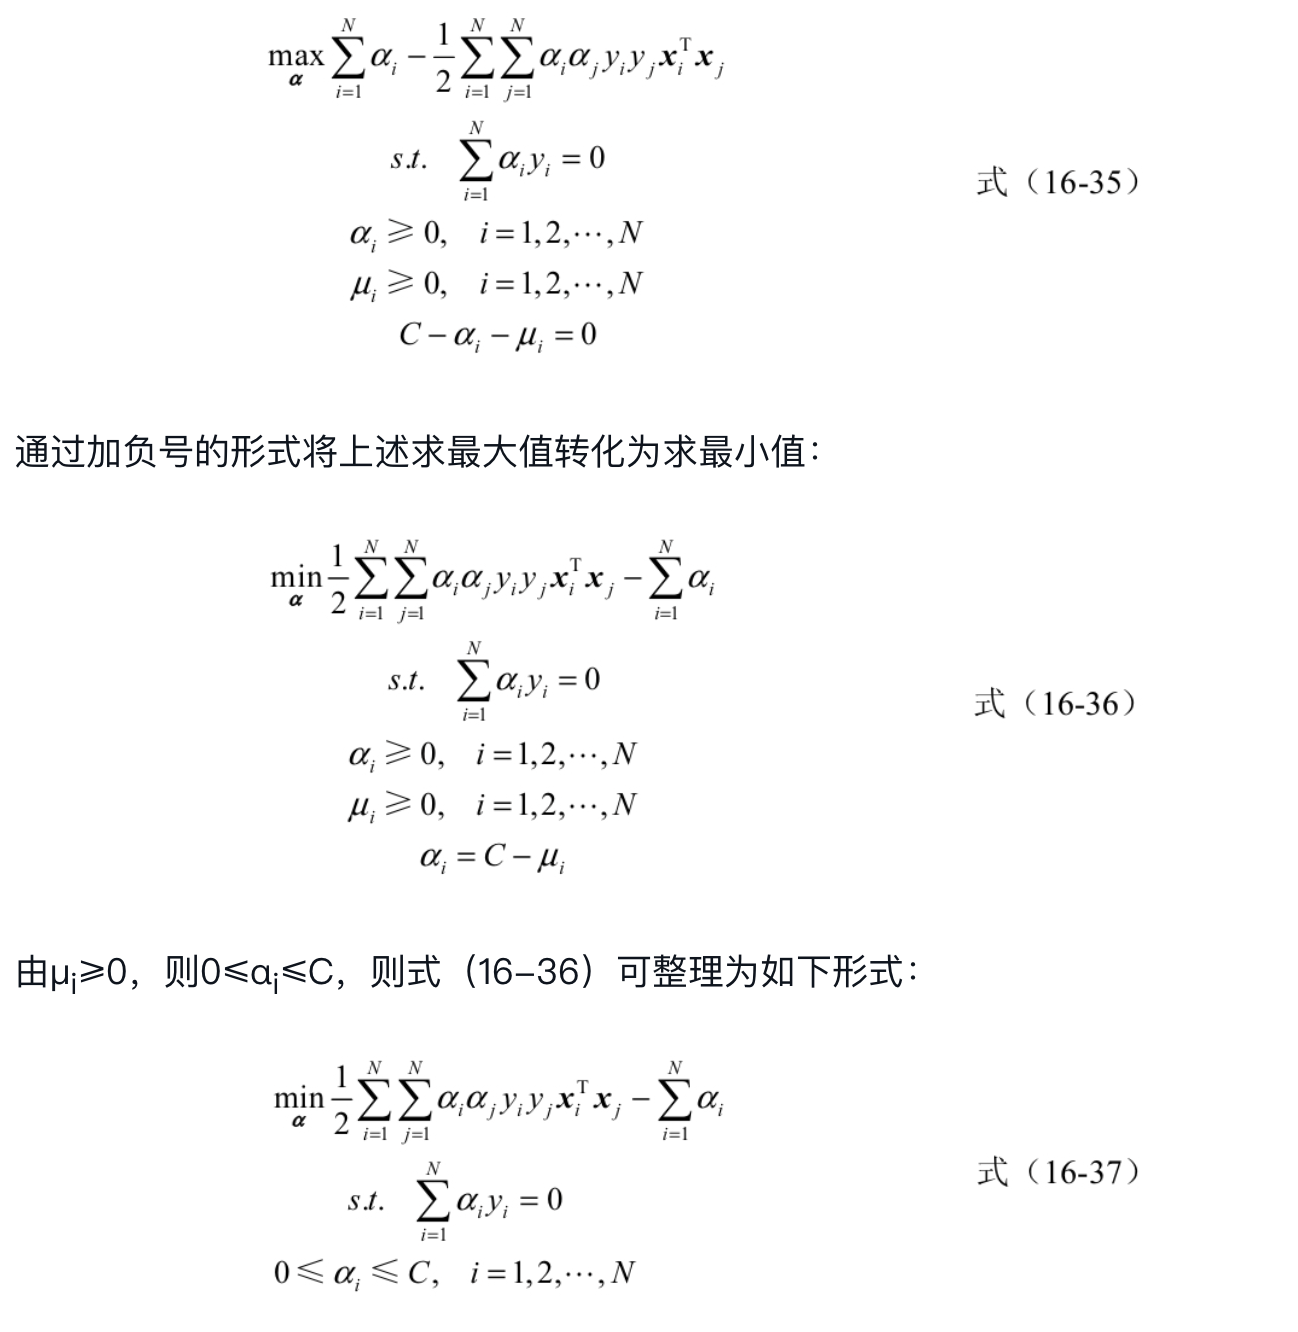 $$\max_{\boldsymbol{\alpha}} \sum_{i=1}^{N} \alpha_i - \frac{1}{2} \sum_{i=1}^{N} \sum_{j=1}^{N} \alpha_i \alpha_j y_i y_j \boldsymbol{x}_i^{\mathrm{T}} \boldsymbol{x}_j$$
$$s.t. \quad \sum_{i=1}^{N} \alpha_i y_i = 0$$
式（16-35）
$$\alpha_i \geqslant 0, \quad i = 1,2,\cdots,N$$
$$\mu_i \geqslant 0, \quad i = 1,2,\cdots,N$$
$$C - \alpha_i - \mu_i = 0$$
通过加负号的形式将上述求最大值转化为求最小值：
$$\min_{\boldsymbol{\alpha}} \frac{1}{2} \sum_{i=1}^{N} \sum_{j=1}^{N} \alpha_i \alpha_j y_i y_j \boldsymbol{x}_i^{\mathrm{T}} \boldsymbol{x}_j - \sum_{i=1}^{N} \alpha_i$$
$$s.t. \quad \sum_{i=1}^{N} \alpha_i y_i = 0$$
式（16-36）
$$\alpha_i \geqslant 0, \quad i = 1,2,\cdots,N$$
$$\mu_i \geqslant 0, \quad i = 1,2,\cdots,N$$
$$\alpha_i = C - \mu_i$$
由μ<sub>i</sub>≥0，则0≤α<sub>i</sub>≤C，则式（16-36）可整理为如下形式：
$$\min_{\boldsymbol{\alpha}} \frac{1}{2} \sum_{i=1}^{N} \sum_{j=1}^{N} \alpha_i \alpha_j y_i y_j \boldsymbol{x}_i^{\mathrm{T}} \boldsymbol{x}_j - \sum_{i=1}^{N} \alpha_i$$
式（16-37）
$$s.t. \quad \sum_{i=1}^{N} \alpha_i y_i = 0$$
$$0 \leqslant \alpha_i \leqslant C, \quad i = 1,2,\cdots,N$$